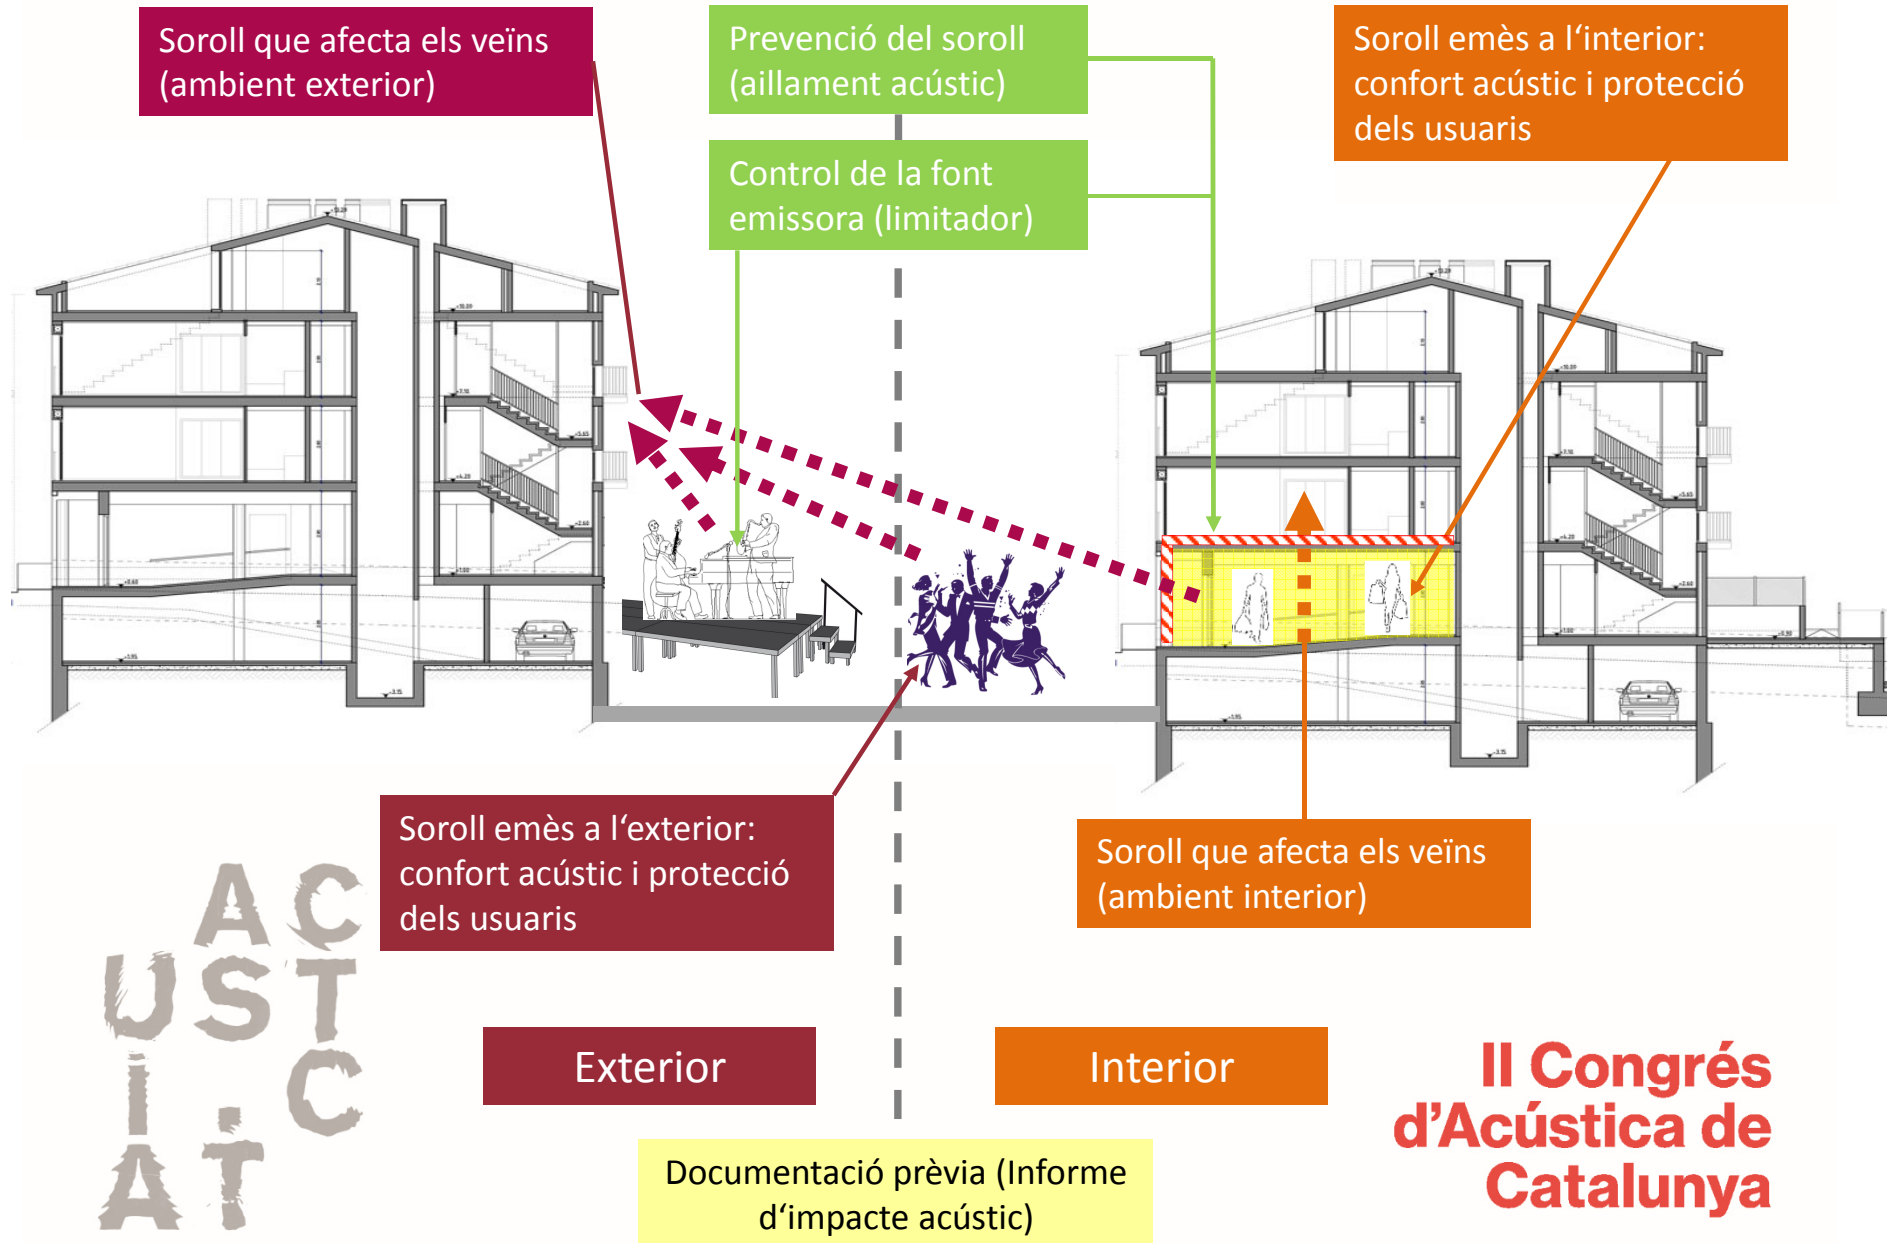 Soroll que afecta els veïns
(ambient exterior)
Prevenció del soroll
(aillament acústic)
Control de la font
emissora (limitador)
Soroll emès a l‘interior:
confort acústic i protecció
dels usuaris
Soroll emès a l‘exterior:
confort acústic i protecció
dels usuaris
Soroll que afecta els veïns
(ambient interior)
AC
UST
I·C
AT
Exterior
Interior
Documentació prèvia (Informe
d‘impacte acústic)
II Congrés
d’Acústica de
Catalunya